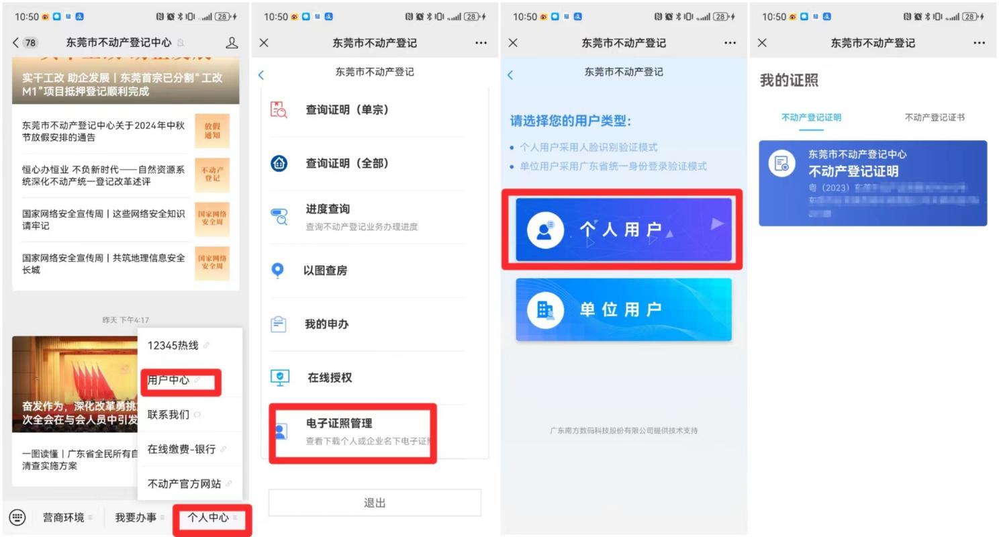 10:50
28
78
东莞市不动产登记中心
实干工改 助企发展丨东莞首宗已分割“工改
M1”项目抵押登记顺利完成
东莞市不动产登记中心关于2024年中秋
节放假安排的通告
放假
通知
恒心办恒业 不负新时代——自然资源系
统深化不动产统一登记改革述评
不动产
登记
国家网络安全宣传周丨这些网络安全知识
请牢记
国家网络
安全周
国家网络安全宣传周丨共筑地理信息安全
长城
国家网络
安全周
昨天 下午4:17
奋发作为，深化改革勇挑
次全会在与会人员中引发
一图读懂丨广东省全民所有自
清查实施方案
12345热线
用户中心
联系我们
在线缴费-银行
不动产官方网站
营商环境
我要办事
个人中心
10:50
28
东莞市不动产登记
东莞市不动产登记
查询证明（单宗）
查询证明（全部）
进度查询
查询不动产登记业务办理进度
以图查房
我的申办
在线授权
电子证照管理
查看下载个人或企业名下电子证照
退出
10:50
28
东莞市不动产登记
东莞市不动产登记
请选择您的用户类型:
个人用户采用人脸识别验证模式
单位用户采用广东省统一身份登录验证模式
个人用户
单位用户
广东南方数码科技股份有限公司提供技术支持
10:50
28
东莞市不动产登记
我的证照
不动产登记证明
不动产登记证书
东莞市不动产登记中心
不动产登记证明
粤（2023）东莞